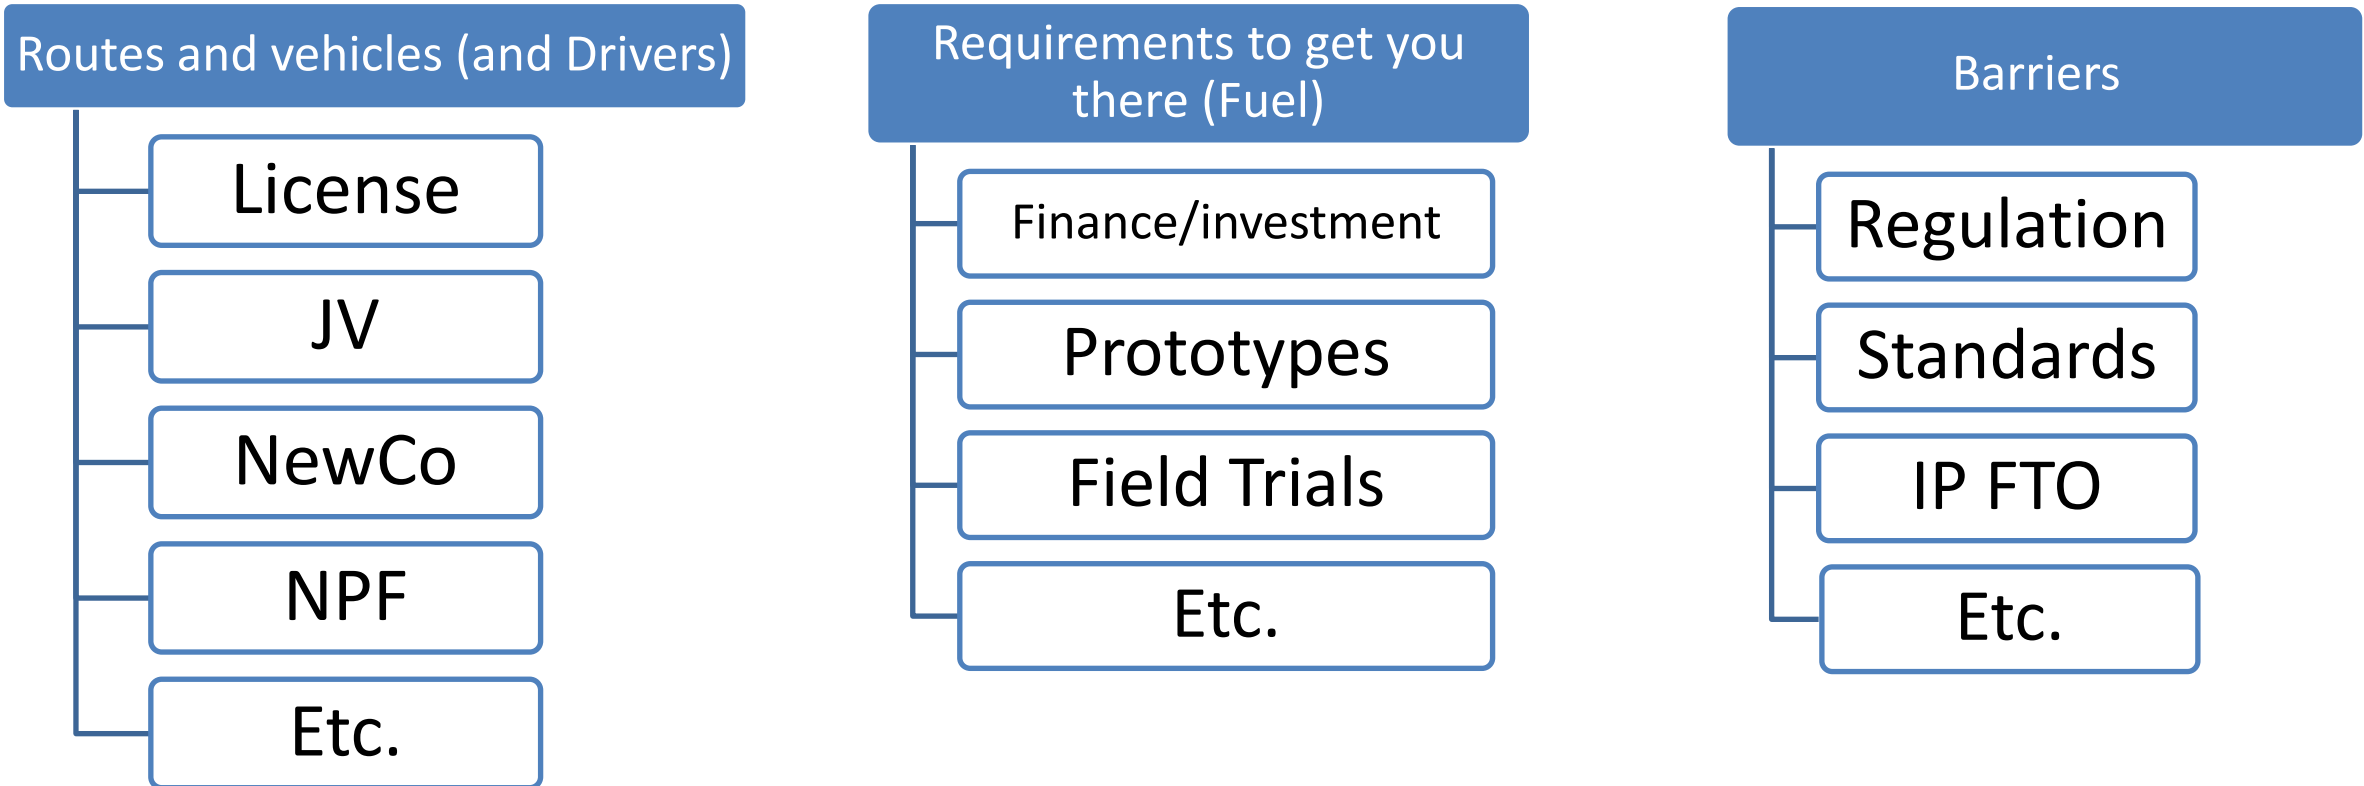 Routes and vehicles (and Drivers)
License
JV
NewCo
NPF
Etc.
Requirements to get you
there (Fuel)
Finance/investment
Prototypes
Field Trials
Etc.
Barriers
Regulation
Standards
IP FTO
Etc.